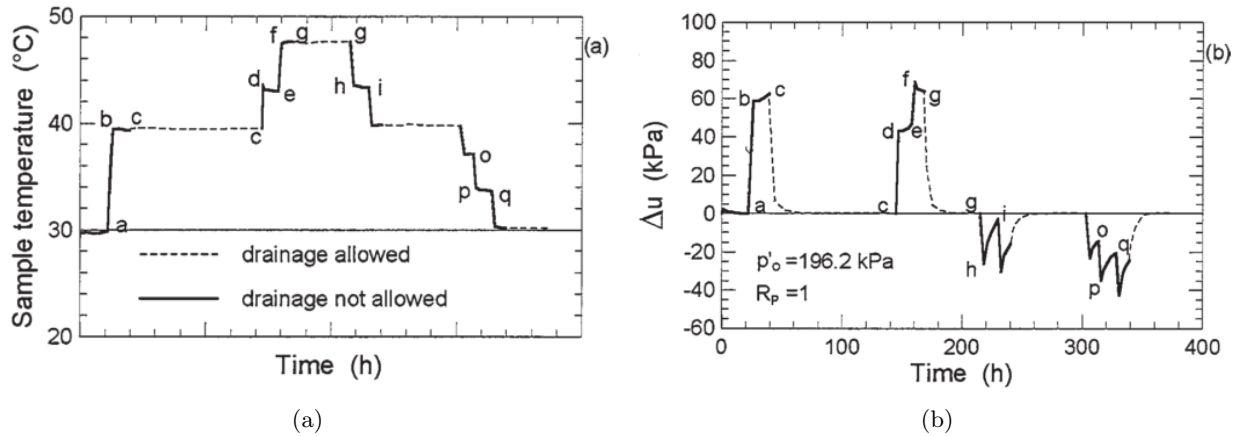 50
40
30
20
Sample temperature (°C)
Time (h)
(a)
a
b
c
c
d
e
f
g
g
h
i
o
p
q
drainage allowed
drainage not allowed
(a)
100
80
60
40
20
0
-20
-40
-60
Δu (kPa)
0
100
200
300
400
Time (h)
(b)
a
b
c
c
d
e
f
g
g
h
i
o
p
q
p'o =196.2 kPa
RP =1
(b)